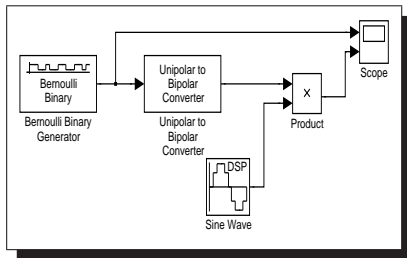 Bernoulli
Binary
Bernoulli Binary
Generator
Unipolar to
Bipolar
Converter
Unipolar to
Bipolar
Converter
DSP
Sine Wave
X
Product
Scope